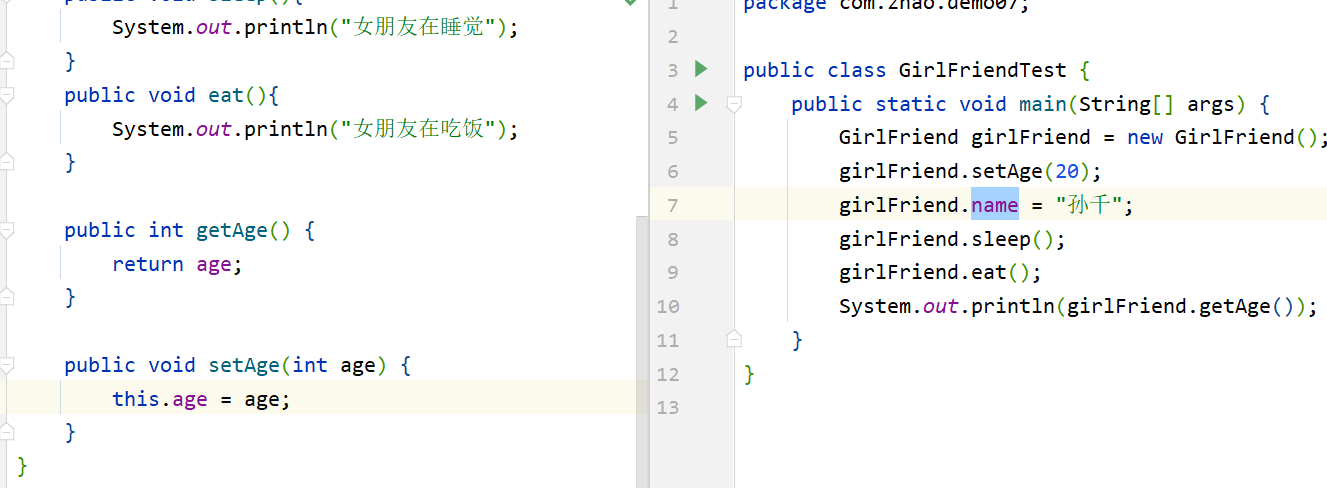 public void sleep(){
System.out.println("女朋友在睡觉");
}
public void eat(){
System.out.println("女朋友在吃饭");
}
public int getAge() {
return age;
}
public void setAge(int age) {
this.age = age;
}
}
1 package com.zhao.demo07;
2
3 public class GirlFriendTest {
4 public static void main(String[] args) {
5 GirlFriend girlFriend = new GirlFriend();
6 girlFriend.setAge(20);
7 girlFriend.name = "孙千";
8 girlFriend.sleep();
9 girlFriend.eat();
10 System.out.println(girlFriend.getAge());
11 }
12 }
13